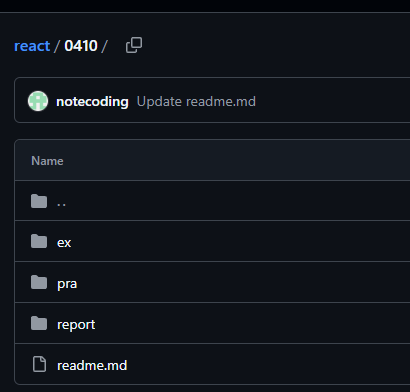 react / 0410 /
notecoding Update readme.md
Name
..
ex
pra
report
readme.md